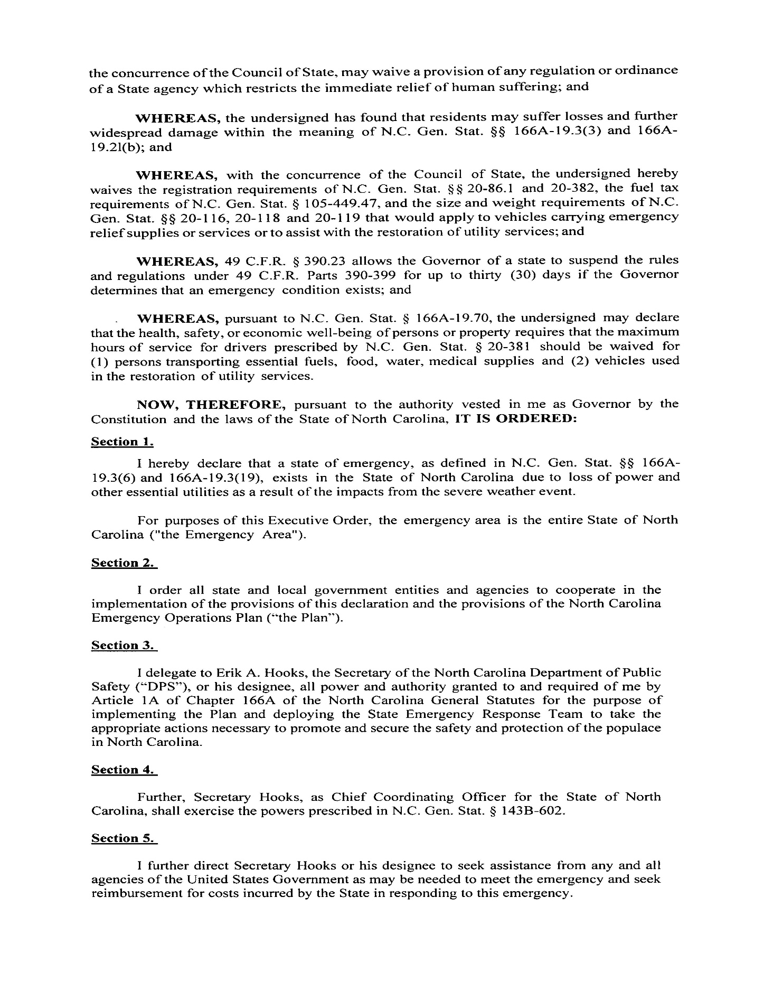 the concurrence of the Council of State, may waive a provision of any regulation or ordinance
of a State agency which restricts the immediate relief of human suffering; and
WHEREAS, the undersigned has found that residents may suffer losses and further
widespread damage within the meaning of N.C. Gen. Stat. §§ 166A-19.3(3) and 166A-
19.2l(b); and
WHEREAS, with the concurrence of the Council of State, the undersigned hereby
waives the registration requirements of N.C. Gen. Stat. §§ 20-86.1 and 20-382, the fuel tax
requirements of N.C. Gen. Stat. § 105-449.47, and the size and weight requirements of N.C.
Gen. Stat. §§ 20-116, 20-118 and 20-119 that would apply to vehicles carrying emergency
relief supplies or services or to assist with the restoration of utility services; and
WHEREAS, 49 C.F.R. § 390.23 allows the Governor of a state to suspend the rules
and regulations under 49 C.F.R. Parts 390-399 for up to thirty (30) days if the Governor
determines that an emergency condition exists; and
WHEREAS, pursuant to N.C. Gen. Stat. § 166A-19.70, the undersigned may declare
that the health, safety, or economic well-being of persons or property requires that the maximum
hours of service for drivers prescribed by N.C. Gen. Stat. § 20-381 should be waived for
(1) persons transporting essential fuels, food, water, medical supplies and (2) vehicles used
in the restoration of utility services.
NOW, THEREFORE, pursuant to the authority vested in me as Governor by the
Constitution and the laws of the State of North Carolina, IT IS ORDERED:
Section 1.
I hereby declare that a state of emergency, as defined in N.C. Gen. Stat. §§ 166A-
19.3(6) and 166A-19.3(19), exists in the State of North Carolina due to loss of power and
other essential utilities as a result of the impacts from the severe weather event.
For purposes of this Executive Order, the emergency area is the entire State of North
Carolina ("the Emergency Area").
Section 2.
I order all state and local government entities and agencies to cooperate in the
implementation of the provisions of this declaration and the provisions of the North Carolina
Emergency Operations Plan (“the Plan”).
Section 3.
I delegate to Erik A. Hooks, the Secretary of the North Carolina Department of Public
Safety (“DPS”), or his designee, all power and authority granted to and required of me by
Article 1A of Chapter 166A of the North Carolina General Statutes for the purpose of
implementing the Plan and deploying the State Emergency Response Team to take the
appropriate actions necessary to promote and secure the safety and protection of the populace
in North Carolina.
Section 4.
Further, Secretary Hooks, as Chief Coordinating Officer for the State of North
Carolina, shall exercise the powers prescribed in N.C. Gen. Stat. § 143B-602.
Section 5.
I further direct Secretary Hooks or his designee to seek assistance from any and all
agencies of the United States Government as may be needed to meet the emergency and seek
reimbursement for costs incurred by the State in responding to this emergency.